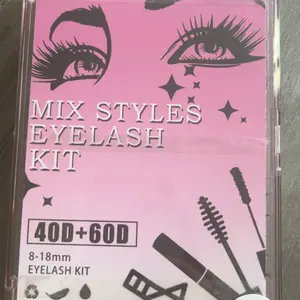 MIX STYLES
EYELASH
KIT
40D+60D
8-18mm
EYELASH KIT